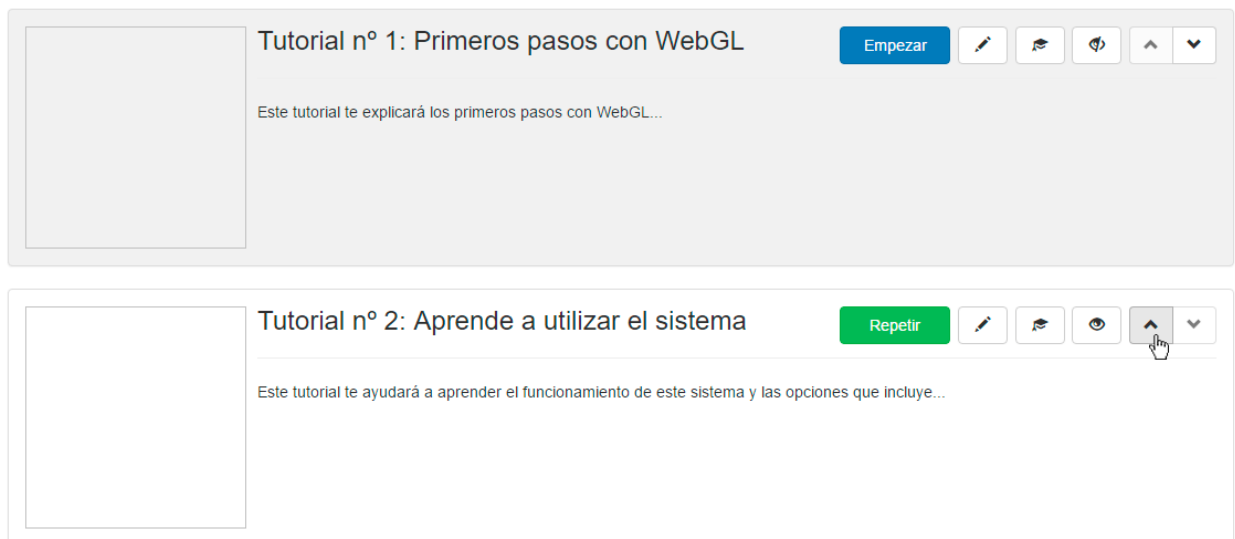 Tutorial nº 1: Primeros pasos con WebGL
Empezar
Este tutorial te explicará los primeros pasos con WebGL...
Tutorial nº 2: Aprende a utilizar el sistema
Repetir
Este tutorial te ayudará a aprender el funcionamiento de este sistema y las opciones que incluye...